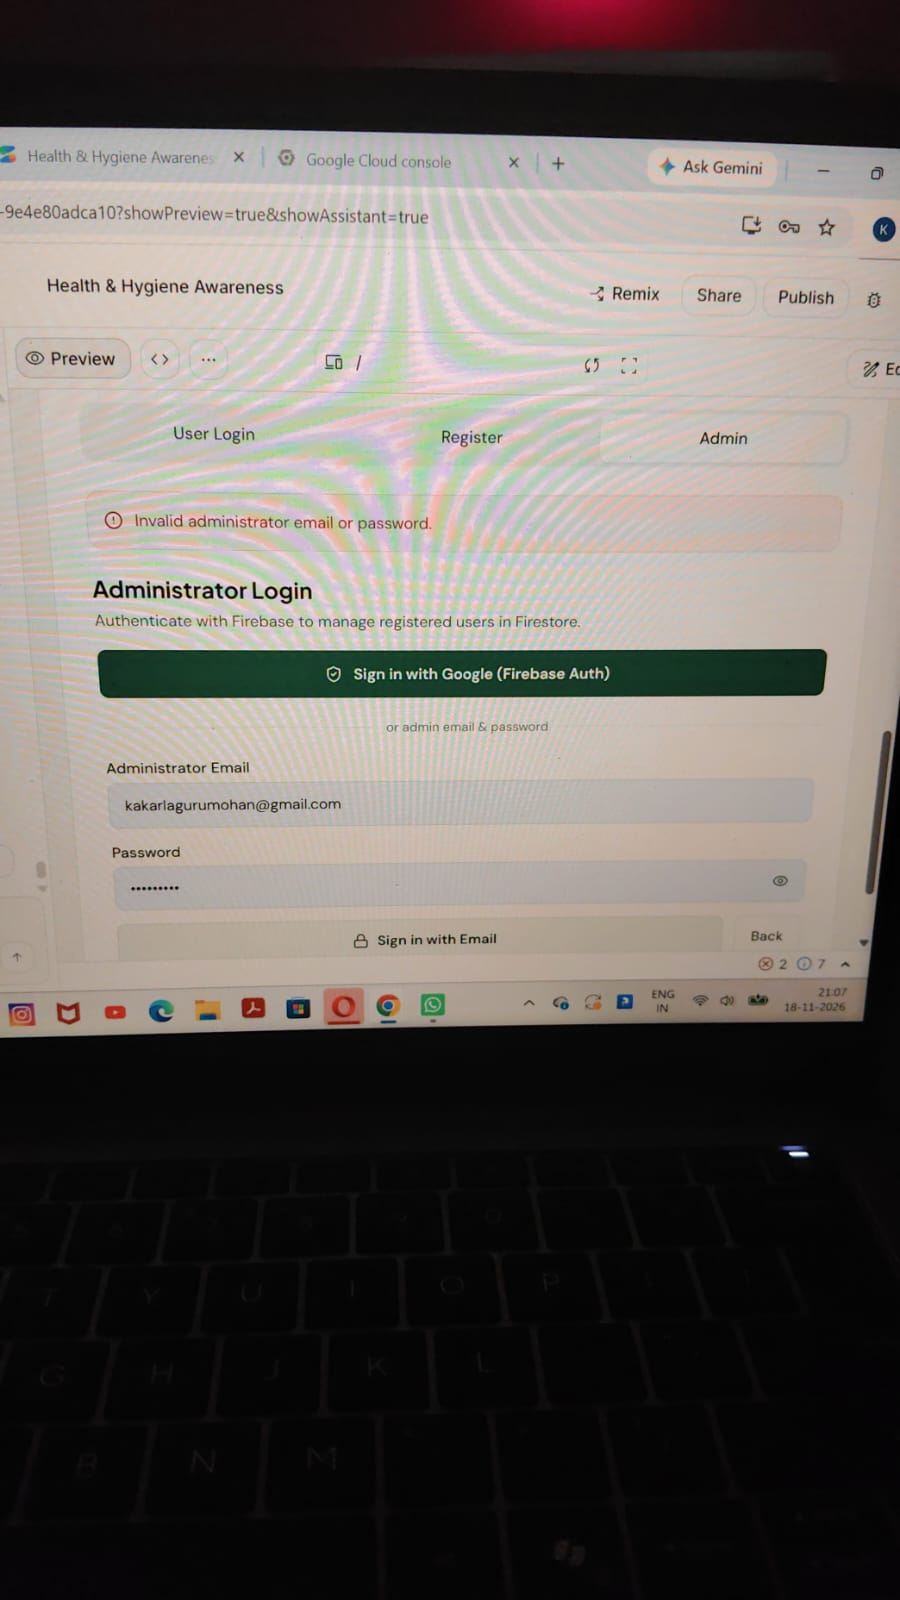 Health & Hygiene Awarenes
Google Cloud console
Ask Gemini
-9e4e80adca10?showPreview=true&showAssistant=true
K
Health & Hygiene Awareness
Remix
Share
Publish
Preview
<>
...
/
Ed
User Login
Register
Admin
Invalid administrator email or password.
Administrator Login
Authenticate with Firebase to manage registered users in Firestore.
Sign in with Google (Firebase Auth)
or admin email & password
Administrator Email
kakarlagurumohan@gmail.com
Password
•••••••••
Sign in with Email
Back
2
7
ENG
IN
21:07
18-11-2026
T Y U I O P
G H J K L
B N M